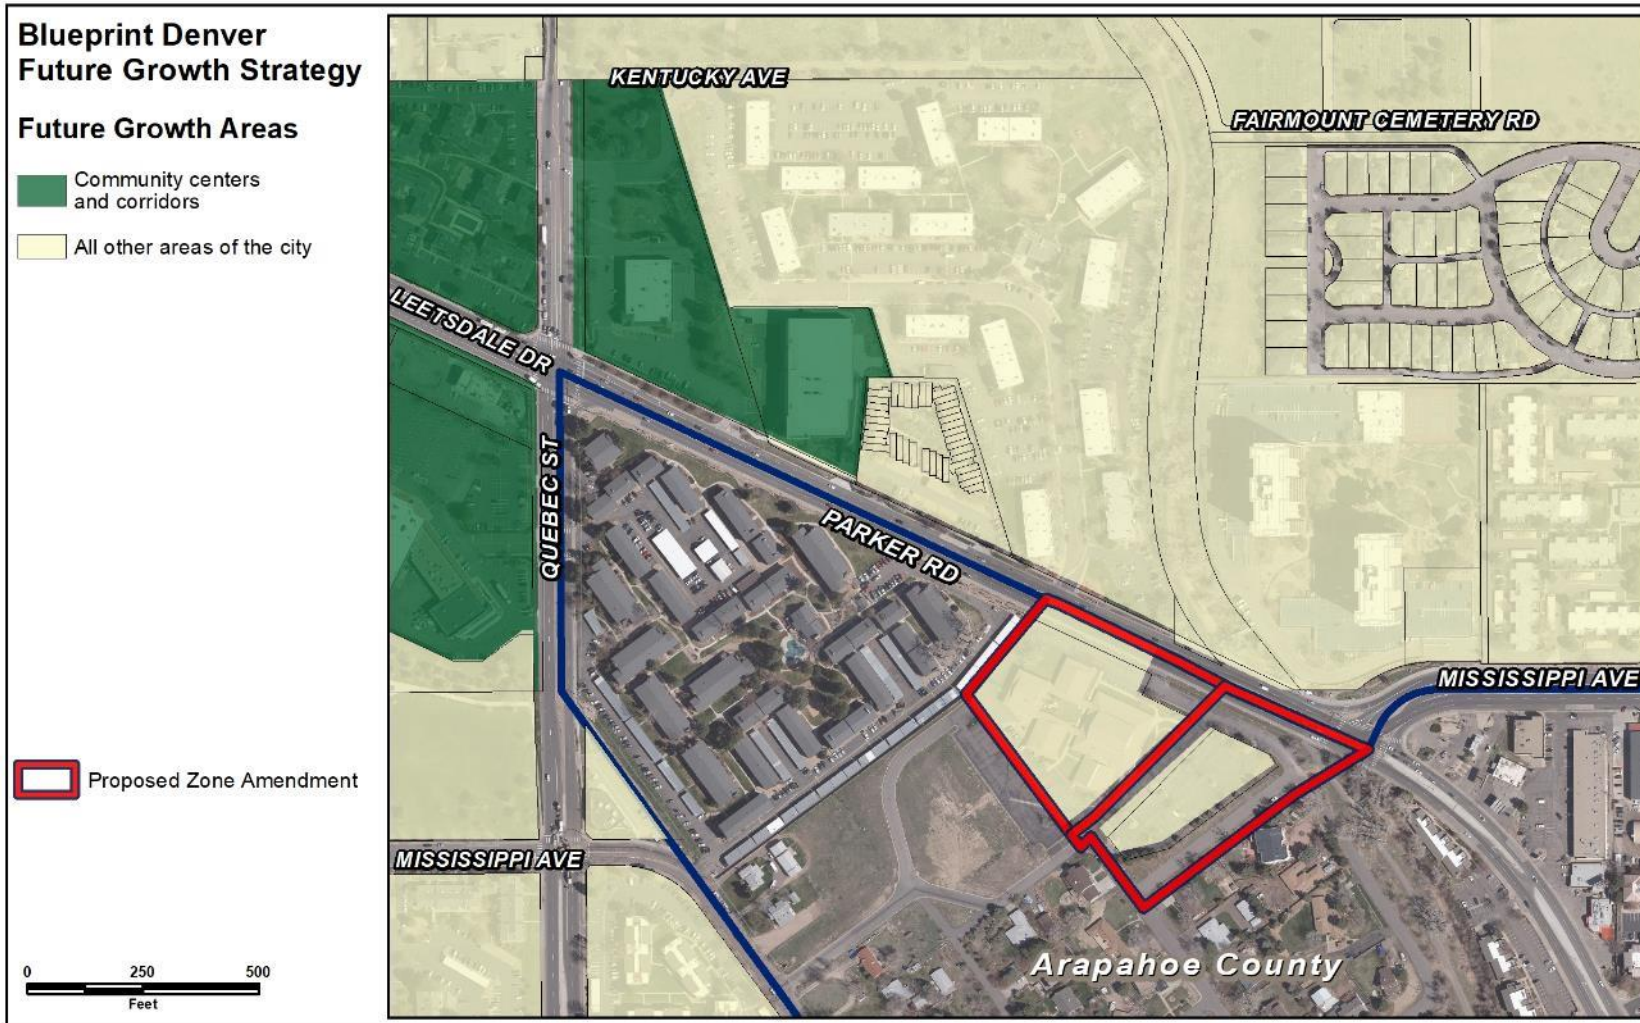 Blueprint Denver
Future Growth Strategy
Future Growth Areas
Community centers
and corridors
All other areas of the city
Proposed Zone Amendment
0 250 500
Feet
KENTUCKY AVE
FAIRMOUNT CEMETERY RD
LEETSDALE DR
QUEBEC ST
PARKER RD
MISSISSIPPI AVE
MISSISSIPPI AVE
Arapahoe County